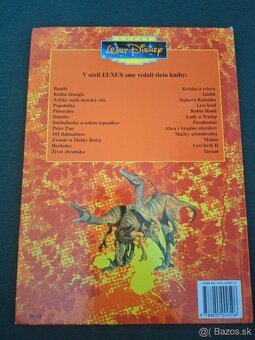 WALT DISNEY
V sérii LUXUS sme vydali tieto knihy:
Bambi
Kniha džunglí
Ariela, malá morská víla
Popoluška
Pinocchio
Dumbo
Snehulienka a sedem trpaslíkov
Peter Pan
101 dalmatíncov
Zvonár u Matky Božej
Herkules
Život chrobáka
Kráska a zviera
Aladin
Šípková Ruženka
Leví kráľ
Robin Hood
Lady a Tramp
Pocahontas
Alica v krajine zázrakov
Mačky aristokratky
Mulan
Leví kráľ II
Tarzan
bazos.sk